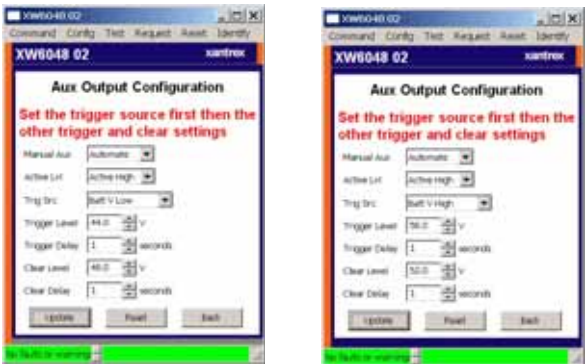 XW6048 02
Command Config Test Request Reset Identify
XW6048 02 xantrex
Aux Output Configuration
Set the trigger source first then the
other trigger and clear settings
Manual Aux Automatic
Active Lvl Active High
Trig Src Batt V Low
Trigger Level 44.0 V
Trigger Delay 1 seconds
Clear Level 48.0 V
Clear Delay 1 seconds
Update Reset Back
No faults or warnings
XW6048 02
Command Config Test Request Reset Identify
XW6048 02 xantrex
Aux Output Configuration
Set the trigger source first then the
other trigger and clear settings
Manual Aux Automatic
Active Lvl Active High
Trig Src Batt V High
Trigger Level 56.0 V
Trigger Delay 1 seconds
Clear Level 52.0 V
Clear Delay 1 seconds
Update Reset Back
No faults or warning